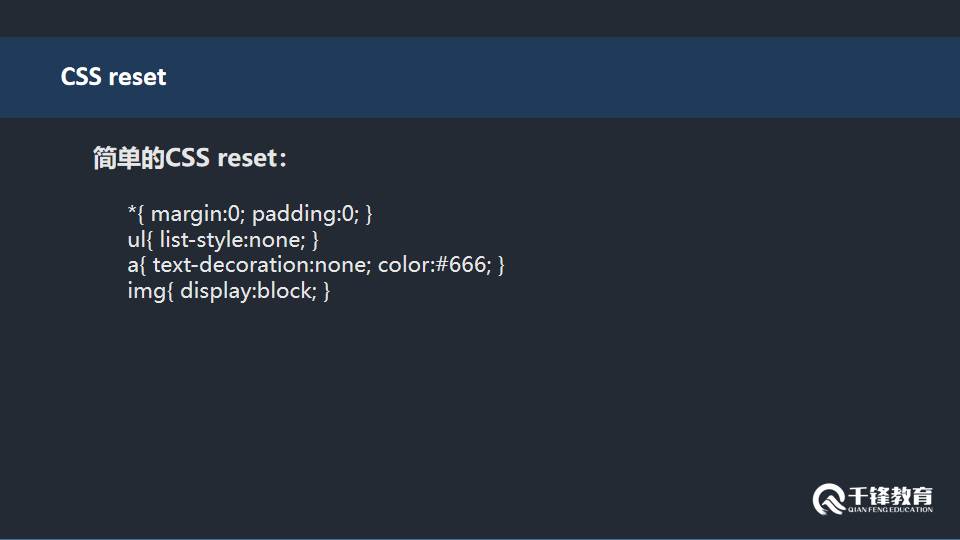 CSS reset
简单的CSS reset：
*{ margin:0; padding:0; }
ul{ list-style:none; }
a{ text-decoration:none; color:#666; }
img{ display:block; }
千锋教育
QIAN FENG EDUCATION